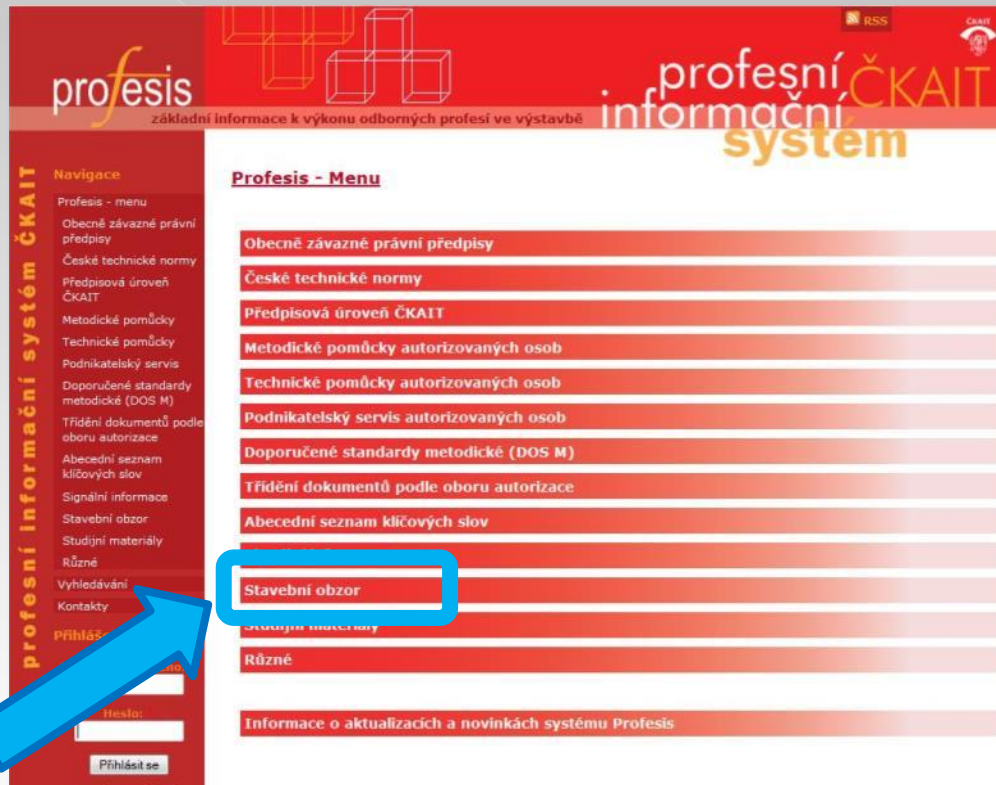 RSS
ČKAIT
profesis
základní informace k výkonu odborných profesí ve výstavbě
profesní ČKAIT
informační
systém
profesní informační systém ČKAIT
Navigace
Profesis - menu
Obecně závazné právní
předpisy
České technické normy
Předpisová úroveň
ČKAIT
Metodické pomůcky
Technické pomůcky
Podnikatelský servis
Doporučené standardy
metodické (DOS M)
Třídění dokumentů podle
oboru autorizace
Abecední seznam
klíčových slov
Signální informace
Stavební obzor
Studijní materiály
Různé
Vyhledávání
Kontakty
Heslo:
Přihlásit se
Profesis - Menu
Obecně závazné právní předpisy
České technické normy
Předpisová úroveň ČKAIT
Metodické pomůcky autorizovaných osob
Technické pomůcky autorizovaných osob
Podnikatelský servis autorizovaných osob
Doporučené standardy metodické (DOS M)
Třídění dokumentů podle oboru autorizace
Abecední seznam klíčových slov
Stavební obzor
Studijní materiály
Různé
Informace o aktualizacích a novinkách systému Profesis